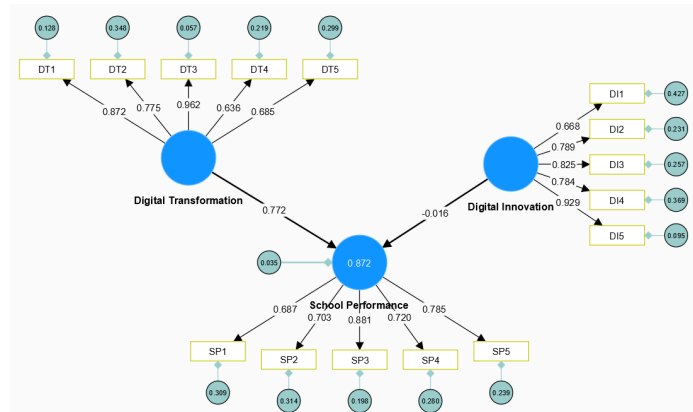 0.128 0.348 0.057 0.219 0.299
DT1 DT2 DT3 DT4 DT5
0.872 0.775 0.962 0.636 0.685
Digital Transformation
DI1 0.427
DI2 0.231
DI3 0.257
DI4 0.369
DI5 0.095
0.668
0.789
0.825
0.784
0.929
Digital Innovation
0.772 -0.016
0.035 0.872
School Performance
0.687 0.703 0.881 0.720 0.785
SP1 SP2 SP3 SP4 SP5
0.309 0.314 0.198 0.280 0.239